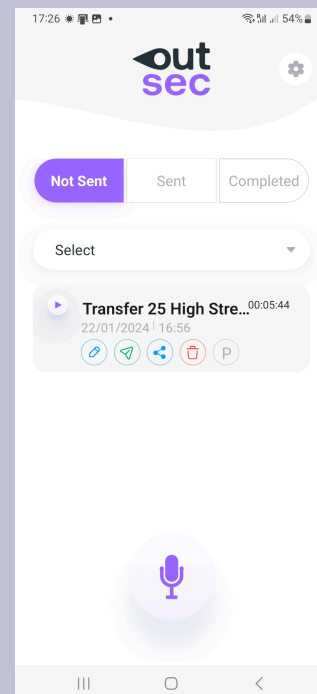 17:26
54%
out
sec
Not Sent
Sent
Completed
Select
Transfer 25 High Stre... 00:05:44
22/01/2024 | 16:56
P